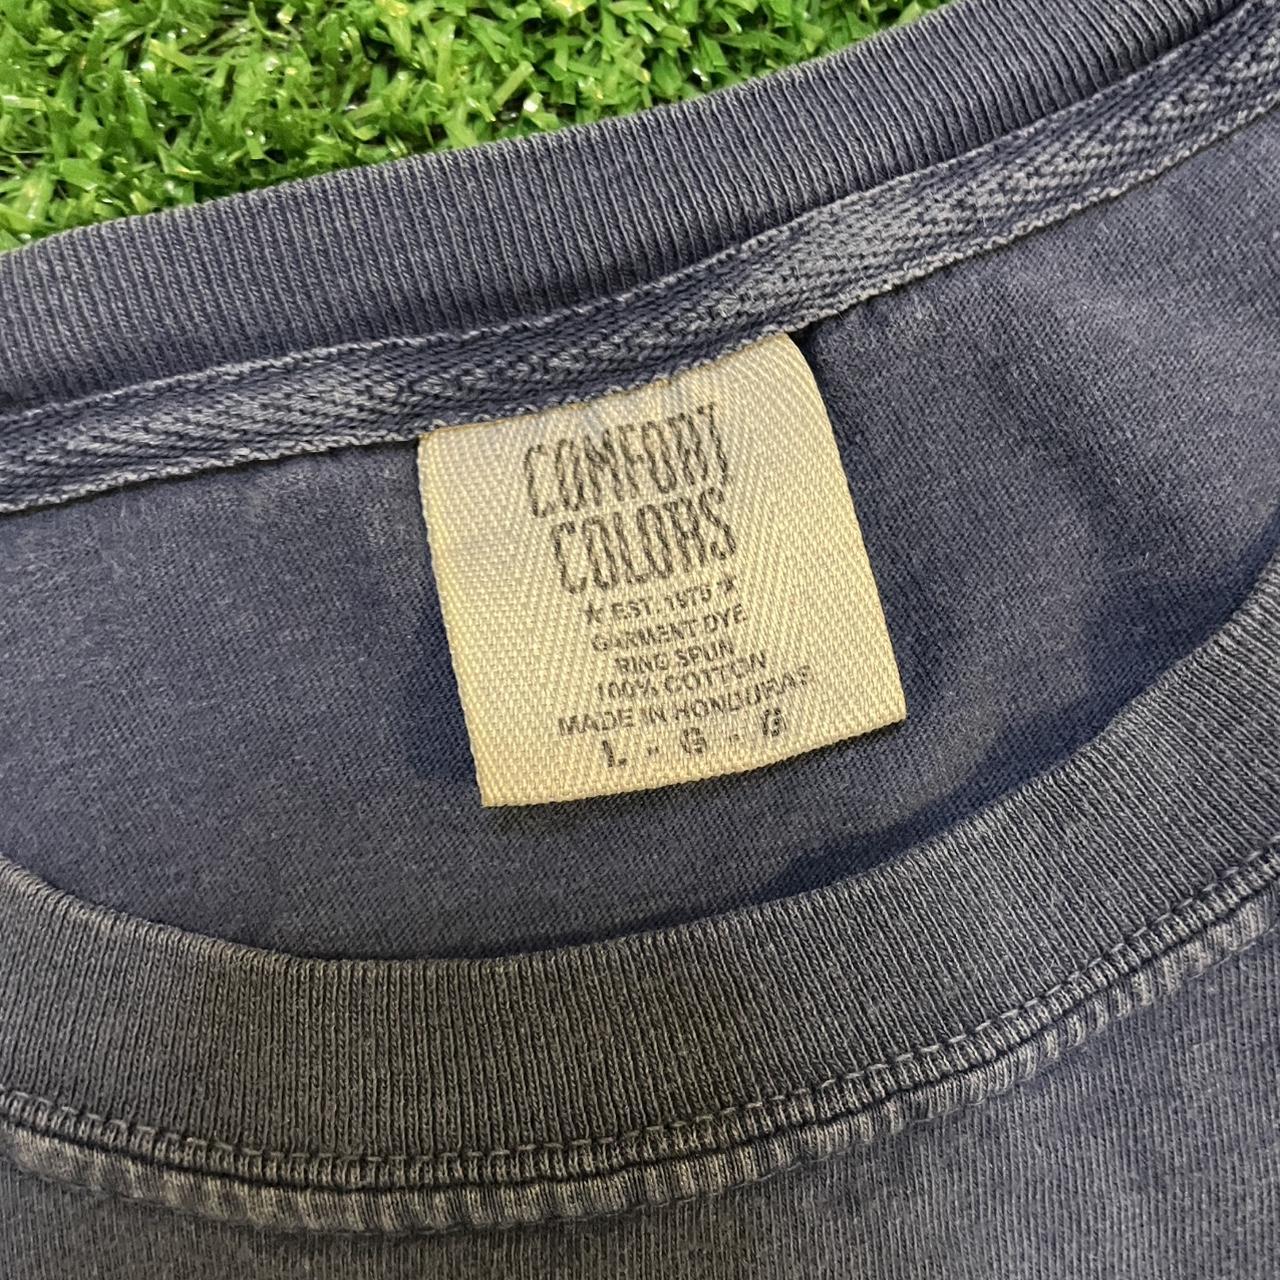 COMFORT
COLORS
★ EST. 1975 ★
GARMENT DYE
RING SPUN
100% COTTON
MADE IN HONDURAS
L - G - G